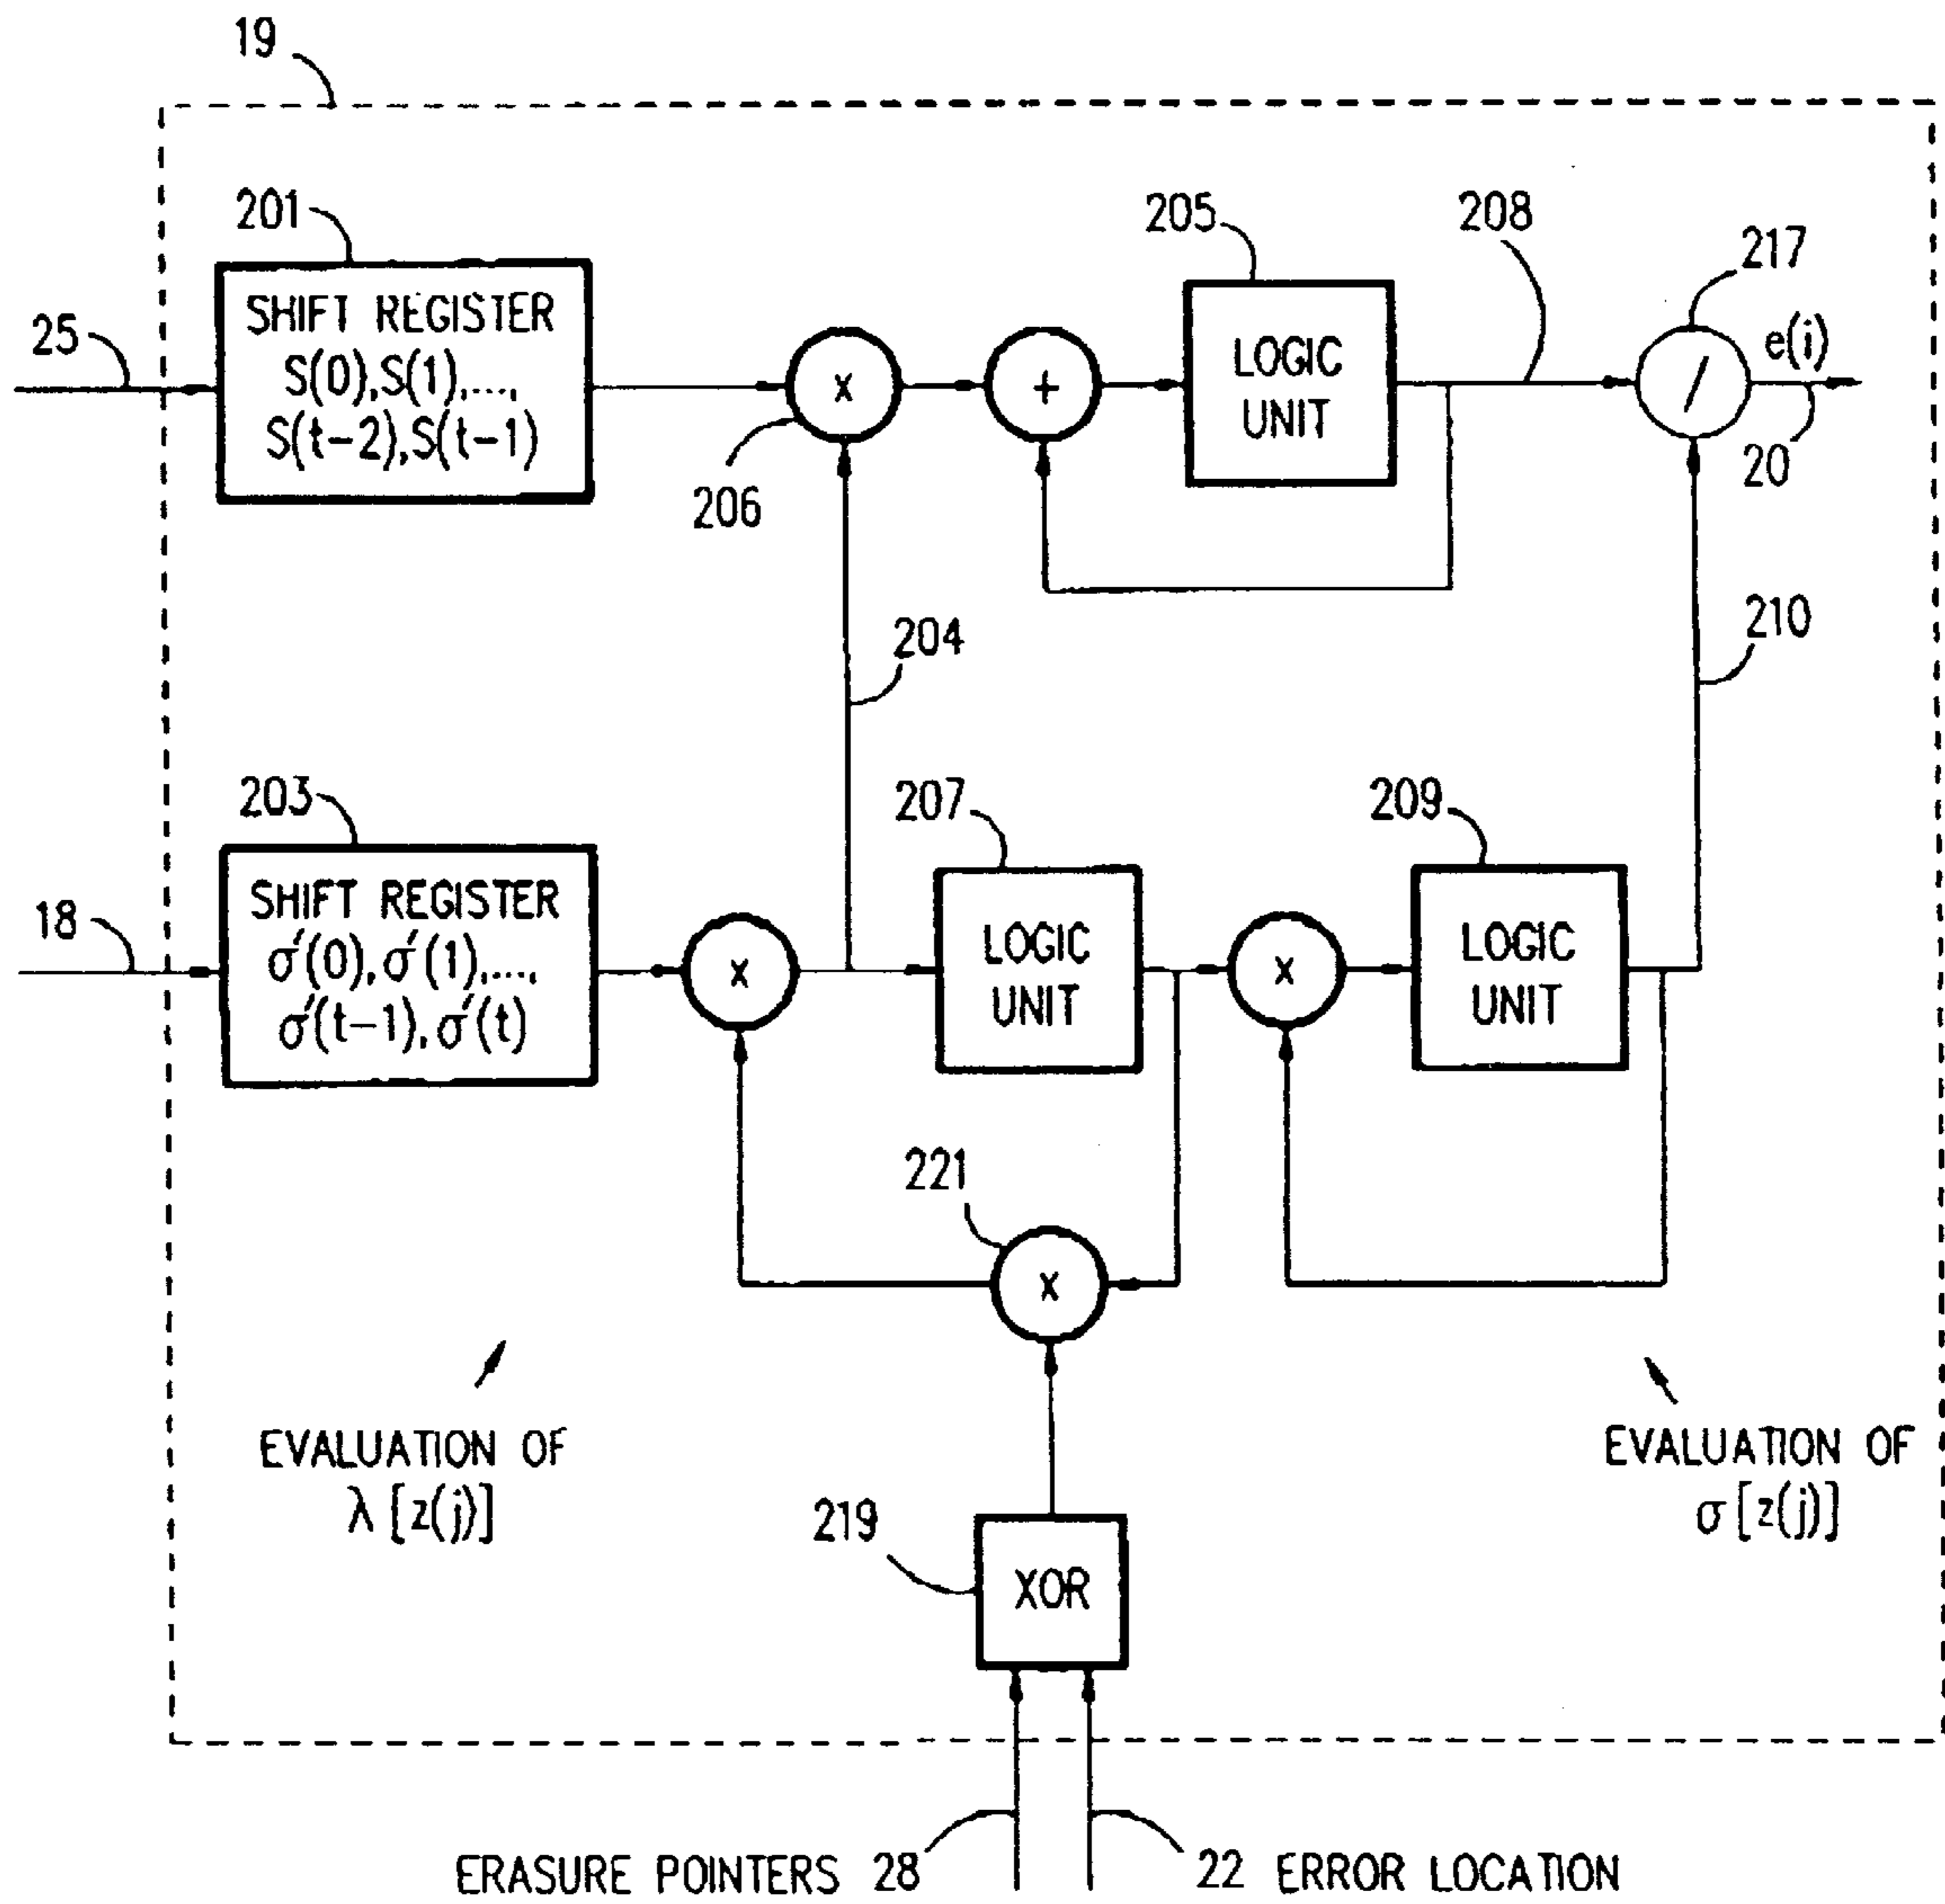 19
201
SHIFT REGISTER
S(0),S(1),...,
S(t-2),S(t-1)
25
x
206
+
205
LOGIC
UNIT
208
217
/
e(i)
20
204
210
203
SHIFT REGISTER
σ'(0),σ'(1),...,
σ'(t-1),σ'(t)
18
x
207
LOGIC
UNIT
x
209
LOGIC
UNIT
221
x
EVALUATION OF
λ[z(j)]
EVALUATION OF
σ[z(j)]
219
XOR
ERASURE POINTERS 28
22 ERROR LOCATION